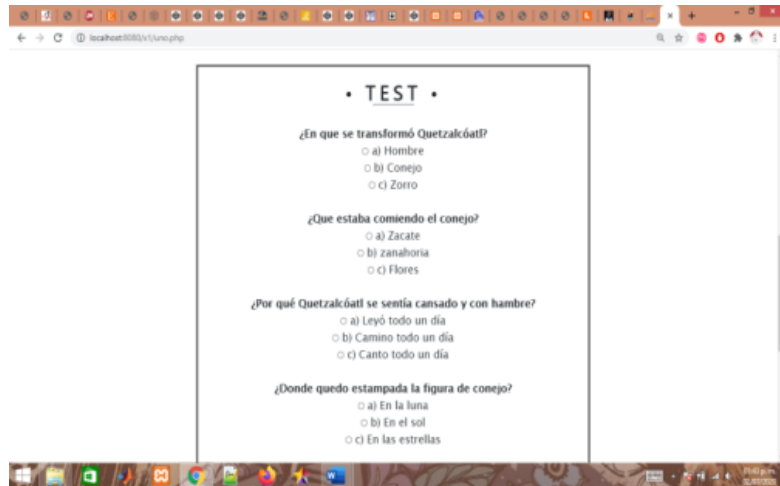 localhost:8080/v1/uno.php
• TEST •
¿En que se transformó Quetzalcóatl?
a) Hombre
b) Conejo
c) Zorro
¿Que estaba comiendo el conejo?
a) Zacate
b) zanahoria
c) Flores
¿Por qué Quetzalcóatl se sentía cansado y con hambre?
a) Leyó todo un día
b) Camino todo un día
c) Canto todo un día
¿Donde quedo estampada la figura de conejo?
a) En la luna
b) En el sol
c) En las estrellas